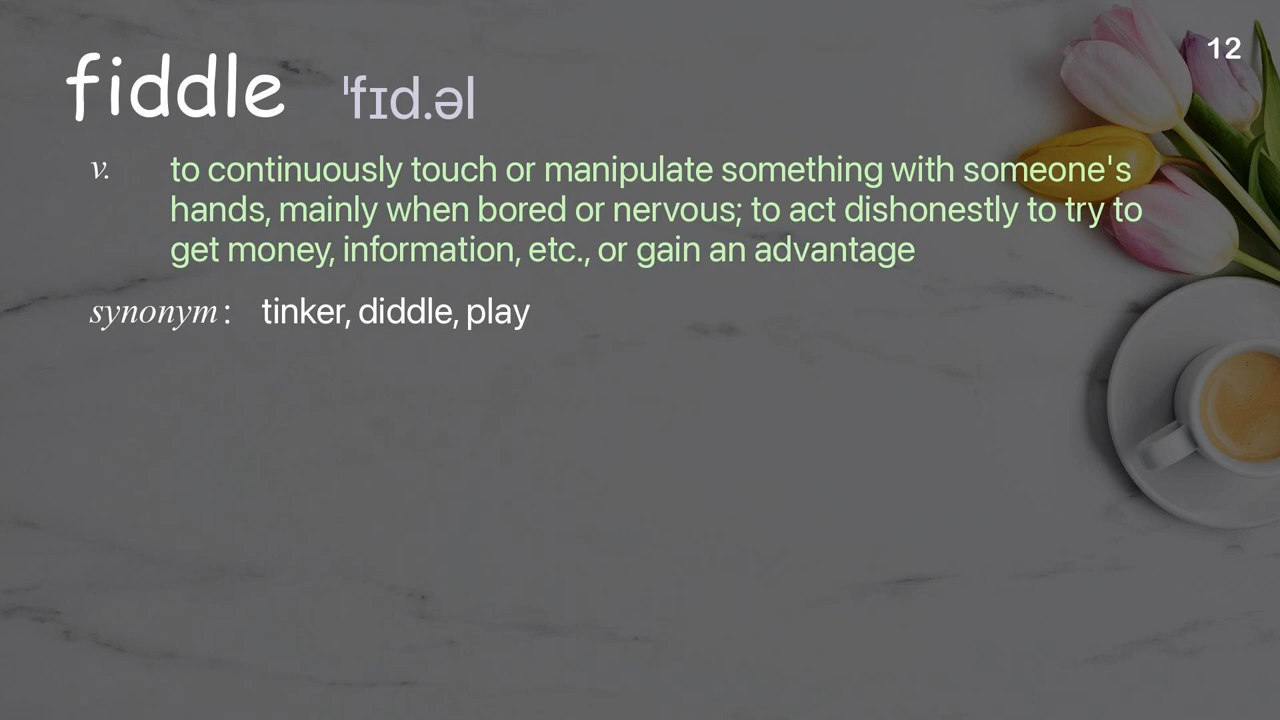 12
fiddle ˈfɪd.əl
v. to continuously touch or manipulate something with someone's
hands, mainly when bored or nervous; to act dishonestly to try to
get money, information, etc., or gain an advantage
synonym : tinker, diddle, play